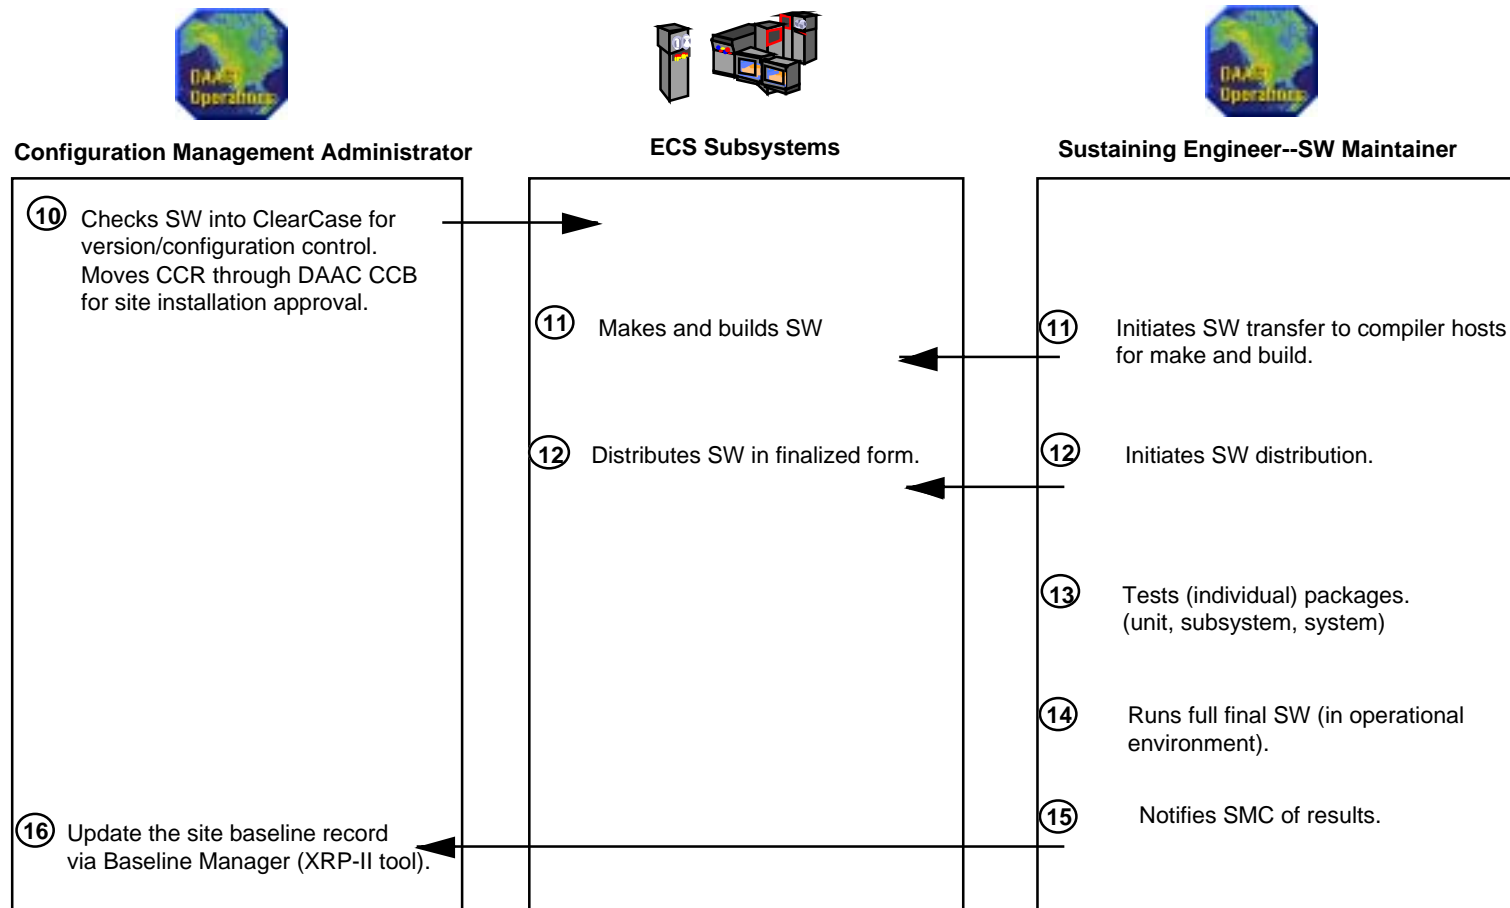 DAAC
Operations
DAAC
Operations
Configuration Management Administrator
ECS Subsystems
Sustaining Engineer--SW Maintainer
10 Checks SW into ClearCase for
version/configuration control.
Moves CCR through DAAC CCB
for site installation approval.
11 Makes and builds SW
11 Initiates SW transfer to compiler hosts
for make and build.
12 Distributes SW in finalized form.
12 Initiates SW distribution.
13 Tests (individual) packages.
(unit, subsystem, system)
14 Runs full final SW (in operational
environment).
15 Notifies SMC of results.
16 Update the site baseline record
via Baseline Manager (XRP-II tool).